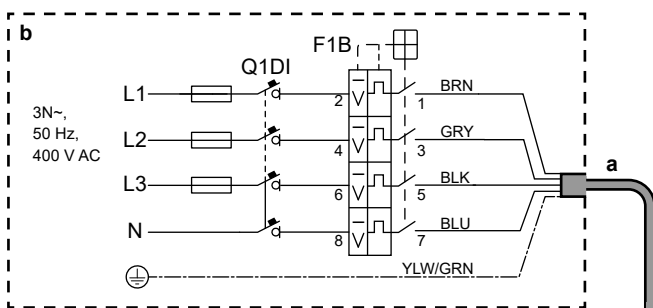 b
F1B
Q1DI
3N~,
50 Hz,
400 V AC
L1 2 1 BRN
L2 4 3 GRY
L3 6 5 BLK
N 8 7 BLU
YLW/GRN
a